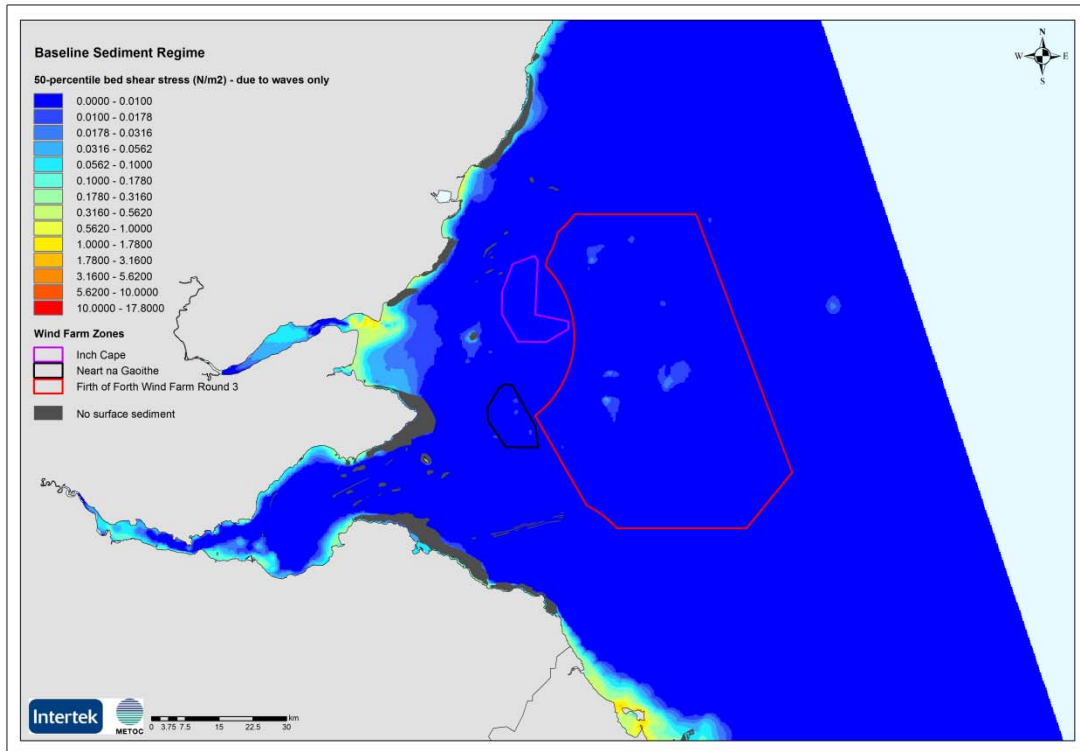 Baseline Sediment Regime
50-percentile bed shear stress (N/m2) - due to waves only
0.0000 - 0.0100
0.0100 - 0.0178
0.0178 - 0.0316
0.0316 - 0.0562
0.0562 - 0.1000
0.1000 - 0.1780
0.1780 - 0.3160
0.3160 - 0.5620
0.5620 - 1.0000
1.0000 - 1.7800
1.7800 - 3.1600
3.1600 - 5.6200
5.6200 - 10.0000
10.0000 - 17.8000
Wind Farm Zones
Inch Cape
Neart na Gaoithe
Firth of Forth Wind Farm Round 3
No surface sediment
N
W E
S
Intertek
METOC
km
0 3.75 7.5 15 22.5 30